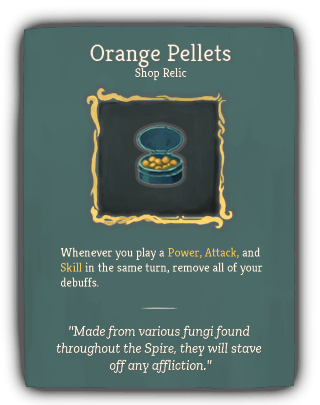 Orange Pellets
Shop Relic
Whenever you play a Power, Attack, and
Skill in the same turn, remove all of your
debuffs.
"Made from various fungi found
throughout the Spire, they will stave
off any affliction."